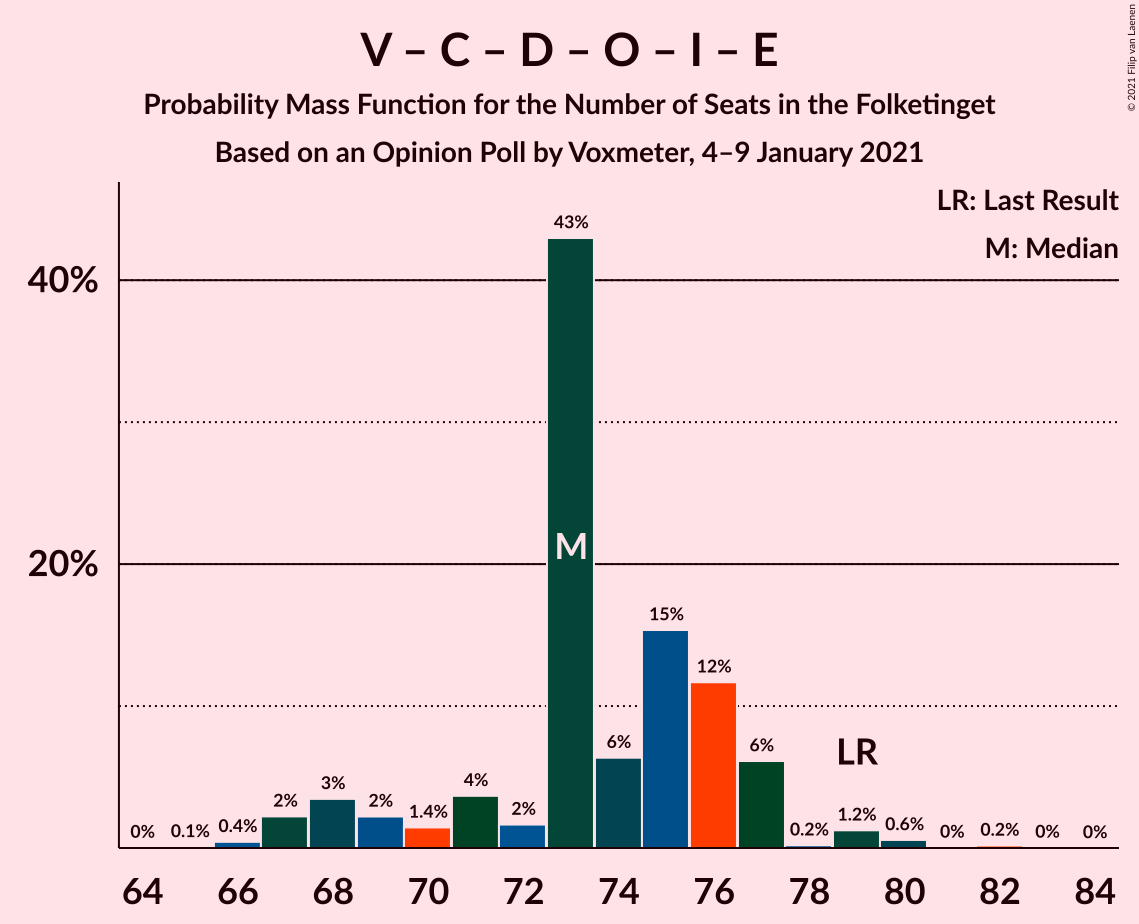 V – C – D – O – I – E
Probability Mass Function for the Number of Seats in the Folketinget
Based on an Opinion Poll by Voxmeter, 4–9 January 2021
© 2021 Filip van Laenen
LR: Last Result
M: Median
40%
20%
0%
0.1%
0.4%
2%
3%
2%
1.4%
4%
2%
43%
M
6%
15%
12%
6%
0.2%
LR
1.2%
0.6%
0%
0.2%
0%
0%
64 66 68 70 72 74 76 78 80 82 84